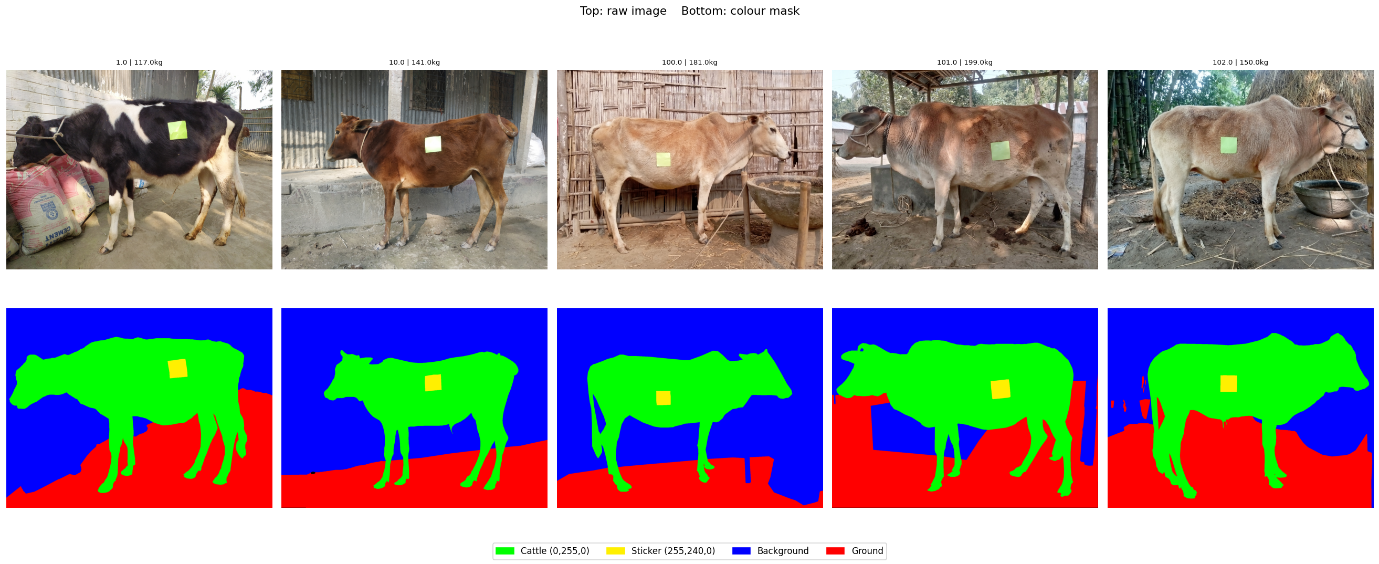 Top: raw image    Bottom: colour mask
1.0 | 117.0kg
10.0 | 141.0kg
100.0 | 181.0kg
101.0 | 199.0kg
102.0 | 150.0kg
CEMENT
Cattle (0,255,0)
Sticker (255,240,0)
Background
Ground